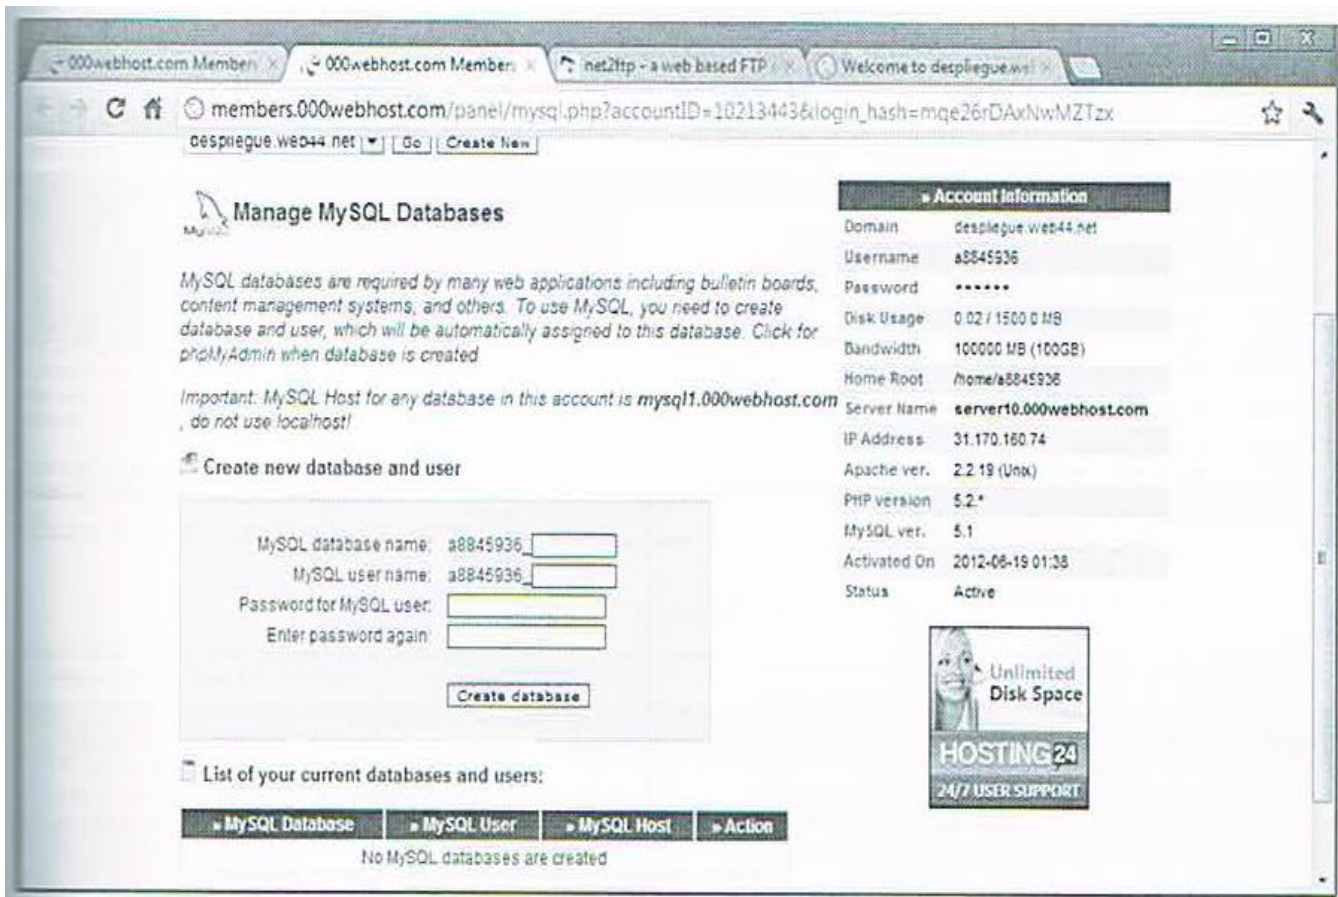 000webhost.com Member
000webhost.com Member
net2ftp - a web based FTP
Welcome to despliegue.we
members.000webhost.com/panel/mysql.php?accountID=10213443&login_hash=mqe26rDAxNwMZTzx
despliegue.web44.net Go Create New
Manage MySQL Databases
MySQL databases are required by many web applications including bulletin boards,
content management systems, and others. To use MySQL, you need to create
database and user, which will be automatically assigned to this database. Click for
phpMyAdmin when database is created
Important: MySQL Host for any database in this account is mysql1.000webhost.com
, do not use localhost!
Create new database and user
MySQL database name: a8845936_
MySQL user name: a8845936_
Password for MySQL user:
Enter password again:
Create database
List of your current databases and users:
» MySQL Database » MySQL User » MySQL Host » Action
No MySQL databases are created
» Account Information
Domain despliegue.web44.net
Username a8845936
Password ••••••
Disk Usage 0.02 / 1500.0 MB
Bandwidth 100000 MB (100GB)
Home Root /home/a8845936
Server Name server10.000webhost.com
IP Address 31.170.160.74
Apache ver. 2.2.19 (Unix)
PHP version 5.2.*
MySQL ver. 5.1
Activated On 2012-06-19 01:38
Status Active
Unlimited
Disk Space
HOSTING 24
24/7 USER SUPPORT